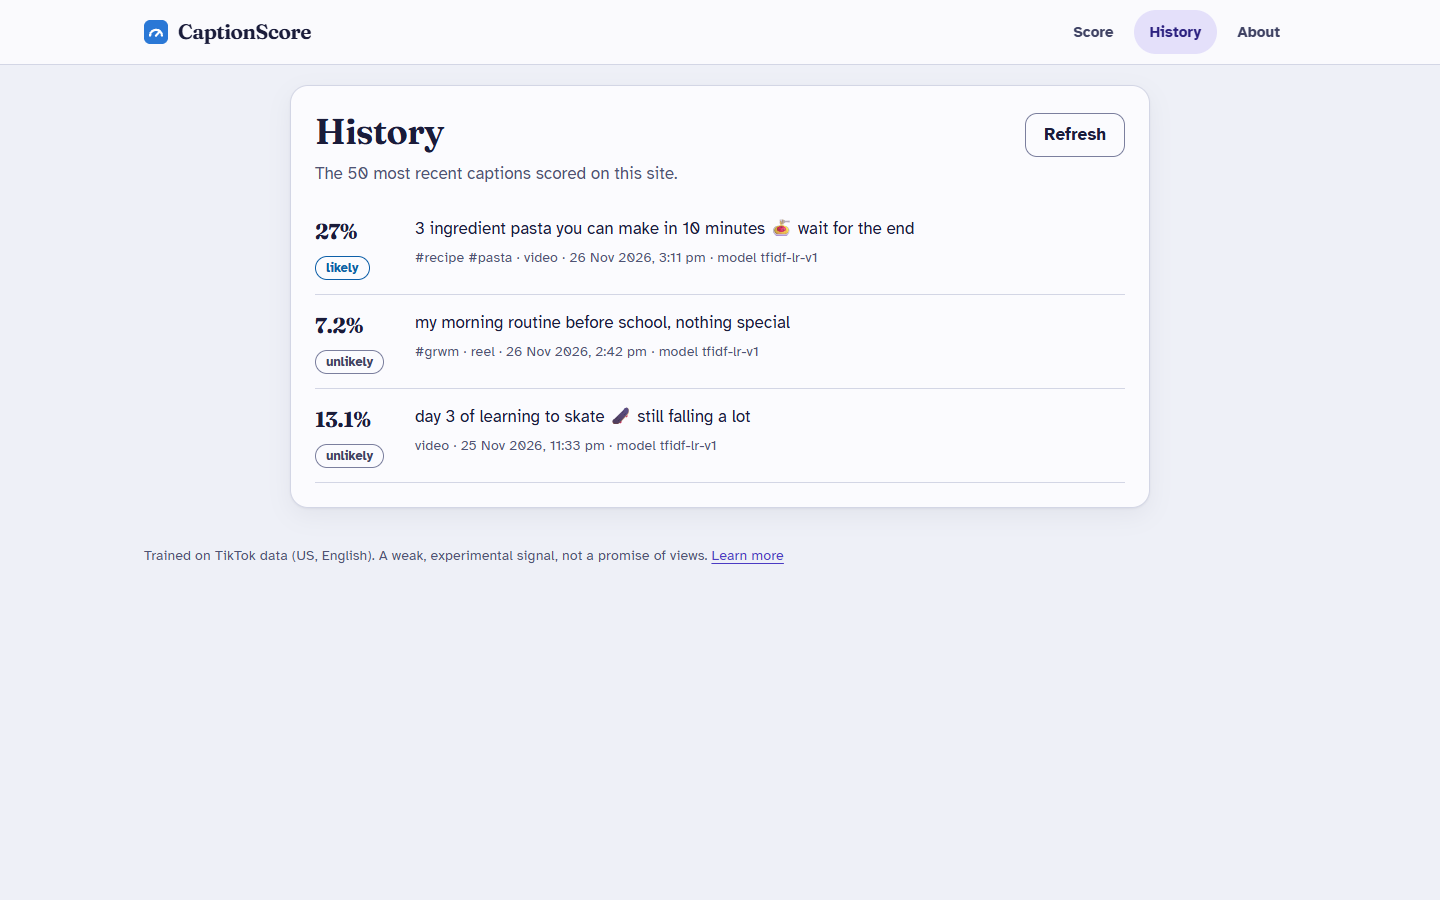 CaptionScore
Score
History
About
History
Refresh
The 50 most recent captions scored on this site.
27%
likely
3 ingredient pasta you can make in 10 minutes 🍝 wait for the end
#recipe #pasta · video · 26 Nov 2026, 3:11 pm · model tfidf-lr-v1
7.2%
unlikely
my morning routine before school, nothing special
#grwm · reel · 26 Nov 2026, 2:42 pm · model tfidf-lr-v1
13.1%
unlikely
day 3 of learning to skate 🛹 still falling a lot
video · 25 Nov 2026, 11:33 pm · model tfidf-lr-v1
Trained on TikTok data (US, English). A weak, experimental signal, not a promise of views. Learn more